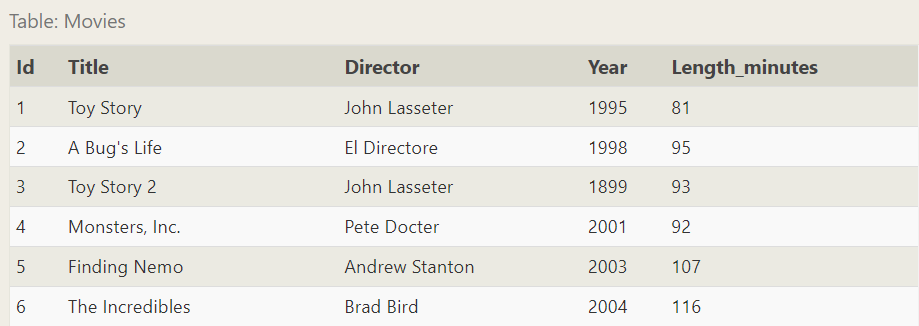 Table: Movies
Id Title Director Year Length_minutes
1 Toy Story John Lasseter 1995 81
2 A Bug's Life El Directore 1998 95
3 Toy Story 2 John Lasseter 1899 93
4 Monsters, Inc. Pete Docter 2001 92
5 Finding Nemo Andrew Stanton 2003 107
6 The Incredibles Brad Bird 2004 116